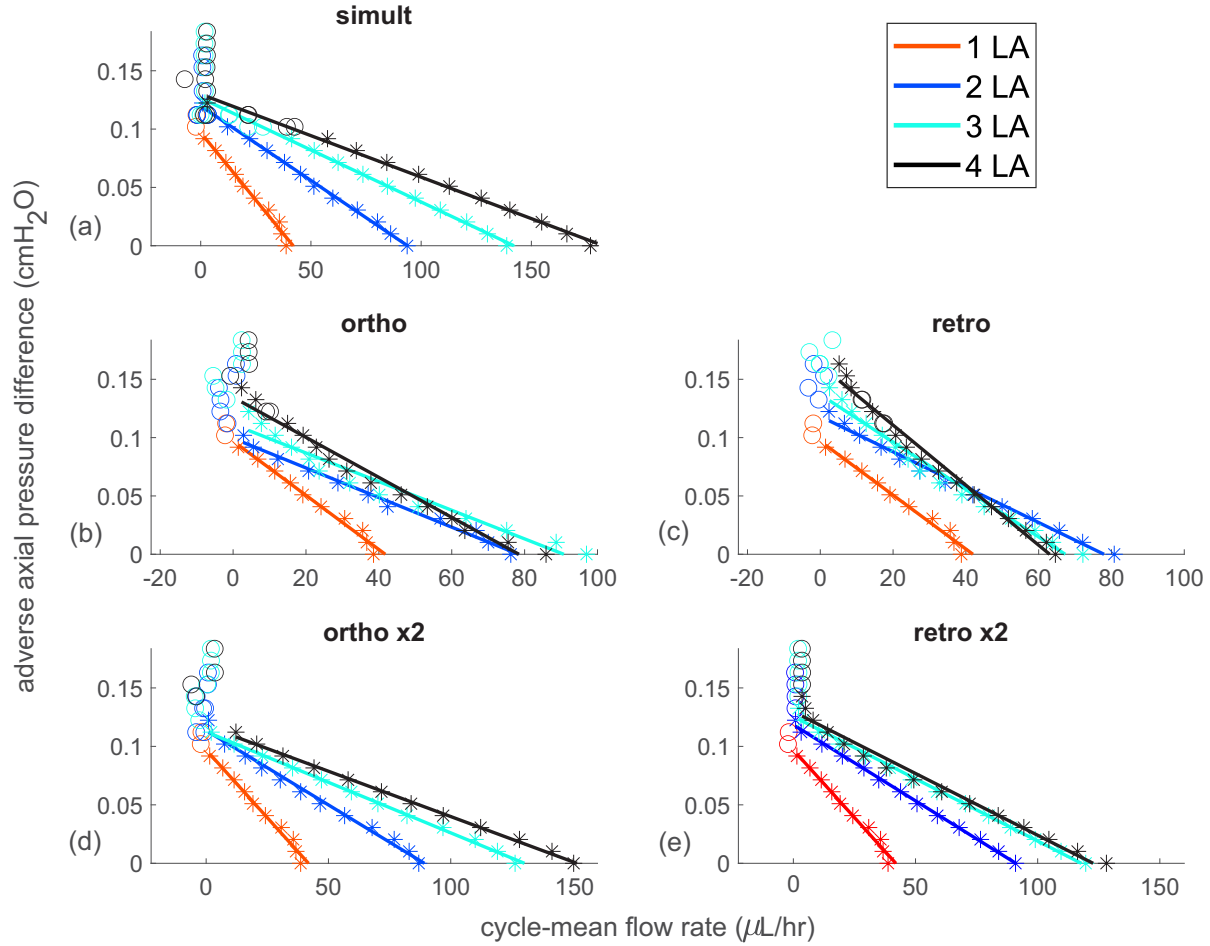 simult
1 LA
2 LA
3 LA
4 LA
0.15
0.1
0.05
0
(a)
0 50 100 150
adverse axial pressure difference (cmH2O)
ortho
0.15
0.1
0.05
0
(b)
-20 0 20 40 60 80 100
retro
0.15
0.1
0.05
0
(c)
-20 0 20 40 60 80 100
ortho x2
0.15
0.1
0.05
0
(d)
0 50 100 150
retro x2
0.15
0.1
0.05
0
(e)
0 50 100 150
cycle-mean flow rate (μL/hr)